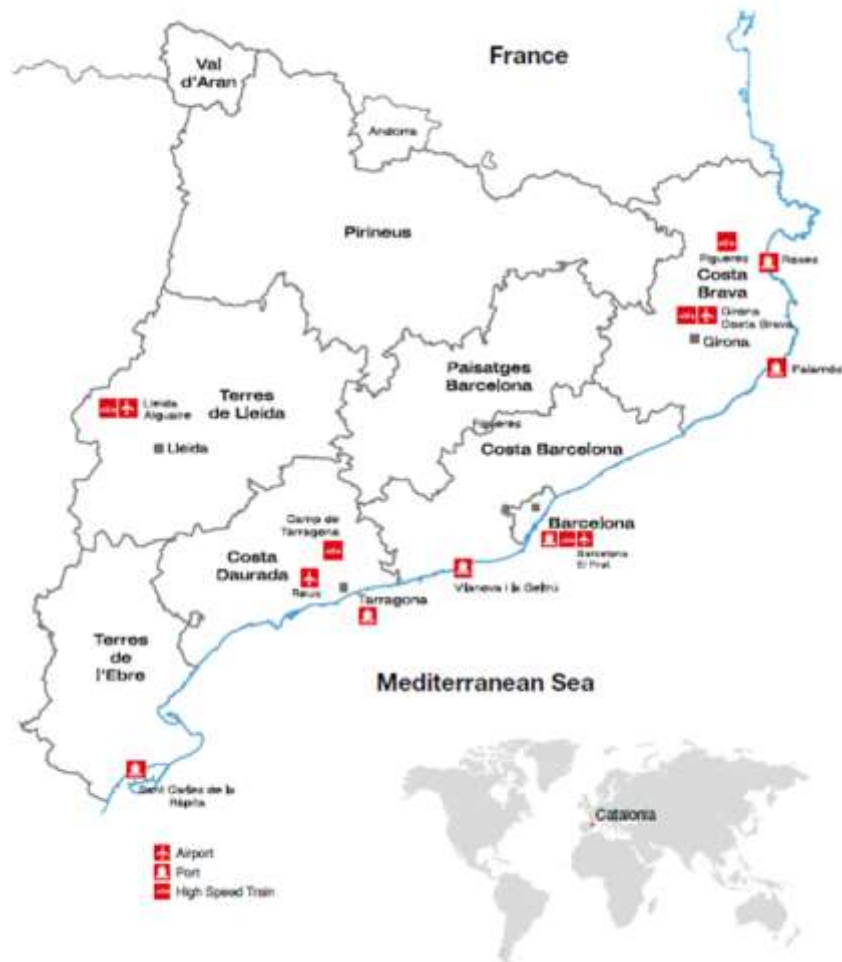 France
Val
d'Aran
Andorra
Pirineus
Figueres
Roses
Costa
Brava
Girona
Costa Brava
Girona
Palamós
Paisatges
Barcelona
Terres
de Lleida
Lleida
Alguaire
Lleida
Figueres
Costa Barcelona
Barcelona
Barcelona
El Prat
Camp de
Tarragona
Costa
Daurada
Reus
Tarragona
Vilanova i la Geltrú
Terres
de
l'Ebre
Mediterranean Sea
Sant Carles de la
Ràpita
Catalonia
Airport
Port
High Speed Train